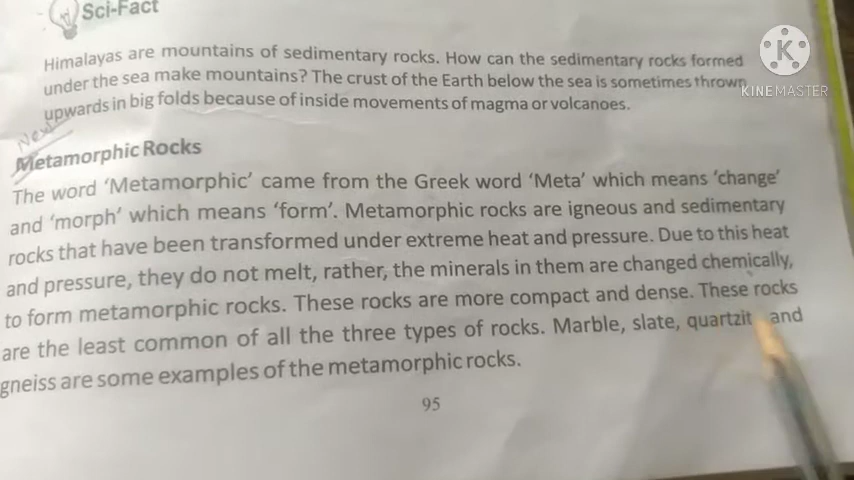 Sci-Fact
Himalayas are mountains of sedimentary rocks. How can the sedimentary rocks formed
under the sea make mountains? The crust of the Earth below the sea is sometimes thrown
upwards in big folds because of inside movements of magma or volcanoes.
Next
Metamorphic Rocks
The word ‘Metamorphic’ came from the Greek word ‘Meta’ which means ‘change’
and ‘morph’ which means ‘form’. Metamorphic rocks are igneous and sedimentary
rocks that have been transformed under extreme heat and pressure. Due to this heat
and pressure, they do not melt, rather, the minerals in them are changed chemically,
to form metamorphic rocks. These rocks are more compact and dense. These rocks
are the least common of all the three types of rocks. Marble, slate, quartzit and
gneiss are some examples of the metamorphic rocks.
95
K
KINEMASTER